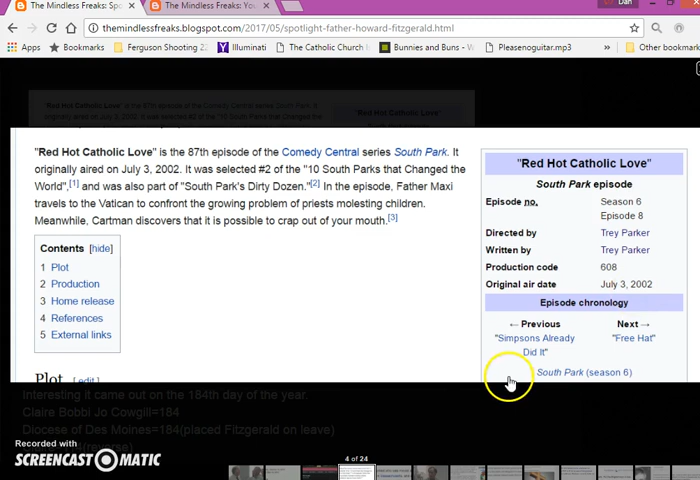 The Mindless Freaks: Spo
The Mindless Freaks: You
Dan
themindlessfreaks.blogspot.com/2017/05/spotlight-father-howard-fitzgerald.html
Apps
Bookmarks
Ferguson Shooting 22
Illuminati
The Catholic Church
Bunnies and Buns - W
Pleasenoguitar.mp3
»
Other bookmark
"Red Hot Catholic Love" is the 87th episode of the Comedy Central series South Park. It
originally aired on July 3, 2002. It was selected #2 of the "10 South Parks that Changed the
World",[1] and was also part of "South Park's Dirty Dozen."[2] In the episode, Father Maxi
travels to the Vatican to confront the growing problem of priests molesting children.
Meanwhile, Cartman discovers that it is possible to crap out of your mouth.[3]
Contents [hide]
1 Plot
2 Production
3 Home release
4 References
5 External links
Plot [edit]
"Red Hot Catholic Love"
South Park episode
Episode no. Season 6
Episode 8
Directed by Trey Parker
Written by Trey Parker
Production code 608
Original air date July 3, 2002
Episode chronology
← Previous Next →
"Simpsons Already "Free Hat"
Did It"
South Park (season 6)
Interesting it came out on the 184th day of the year.
Claire Bobbi Jo Cowgill=184
Diocese of Des Moines=184(placed Fitzgerald on leave)
(reverse)
4 of 24
Recorded with
SCREENCAST MATIC